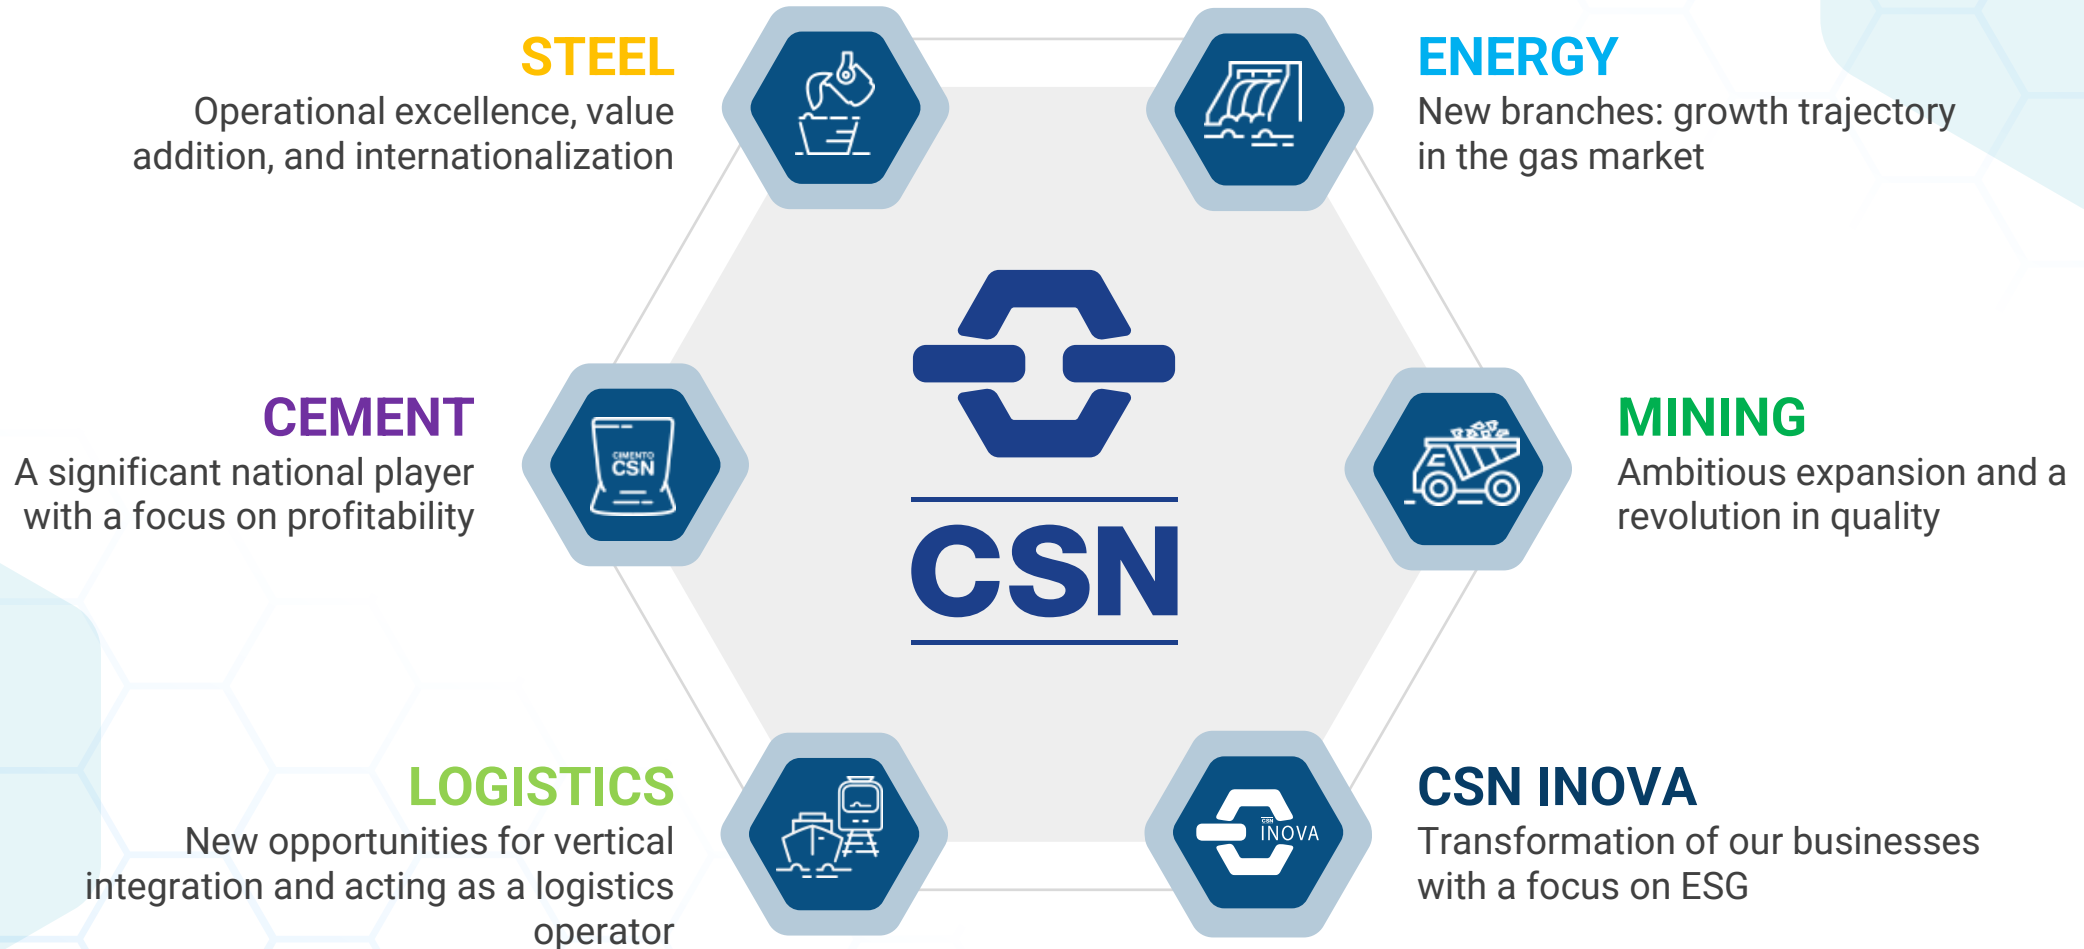 STEEL
Operational excellence, value
addition, and internationalization
ENERGY
New branches: growth trajectory
in the gas market
CEMENT
A significant national player
with a focus on profitability
CIMENTO
CSN
CSN
MINING
Ambitious expansion and a
revolution in quality
LOGISTICS
New opportunities for vertical
integration and acting as a logistics
operator
CSN
INOVA
CSN INOVA
Transformation of our businesses
with a focus on ESG